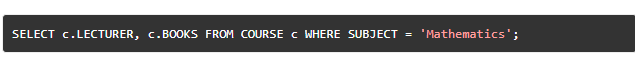 SELECT c.LECTURER, c.BOOKS FROM COURSE c WHERE SUBJECT = 'Mathematics';